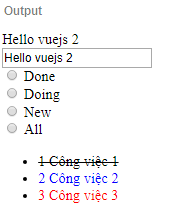 Output
Hello vuejs 2
Hello vuejs 2
Done
Doing
New
All
1 Công việc 1
2 Công việc 2
3 Công việc 3